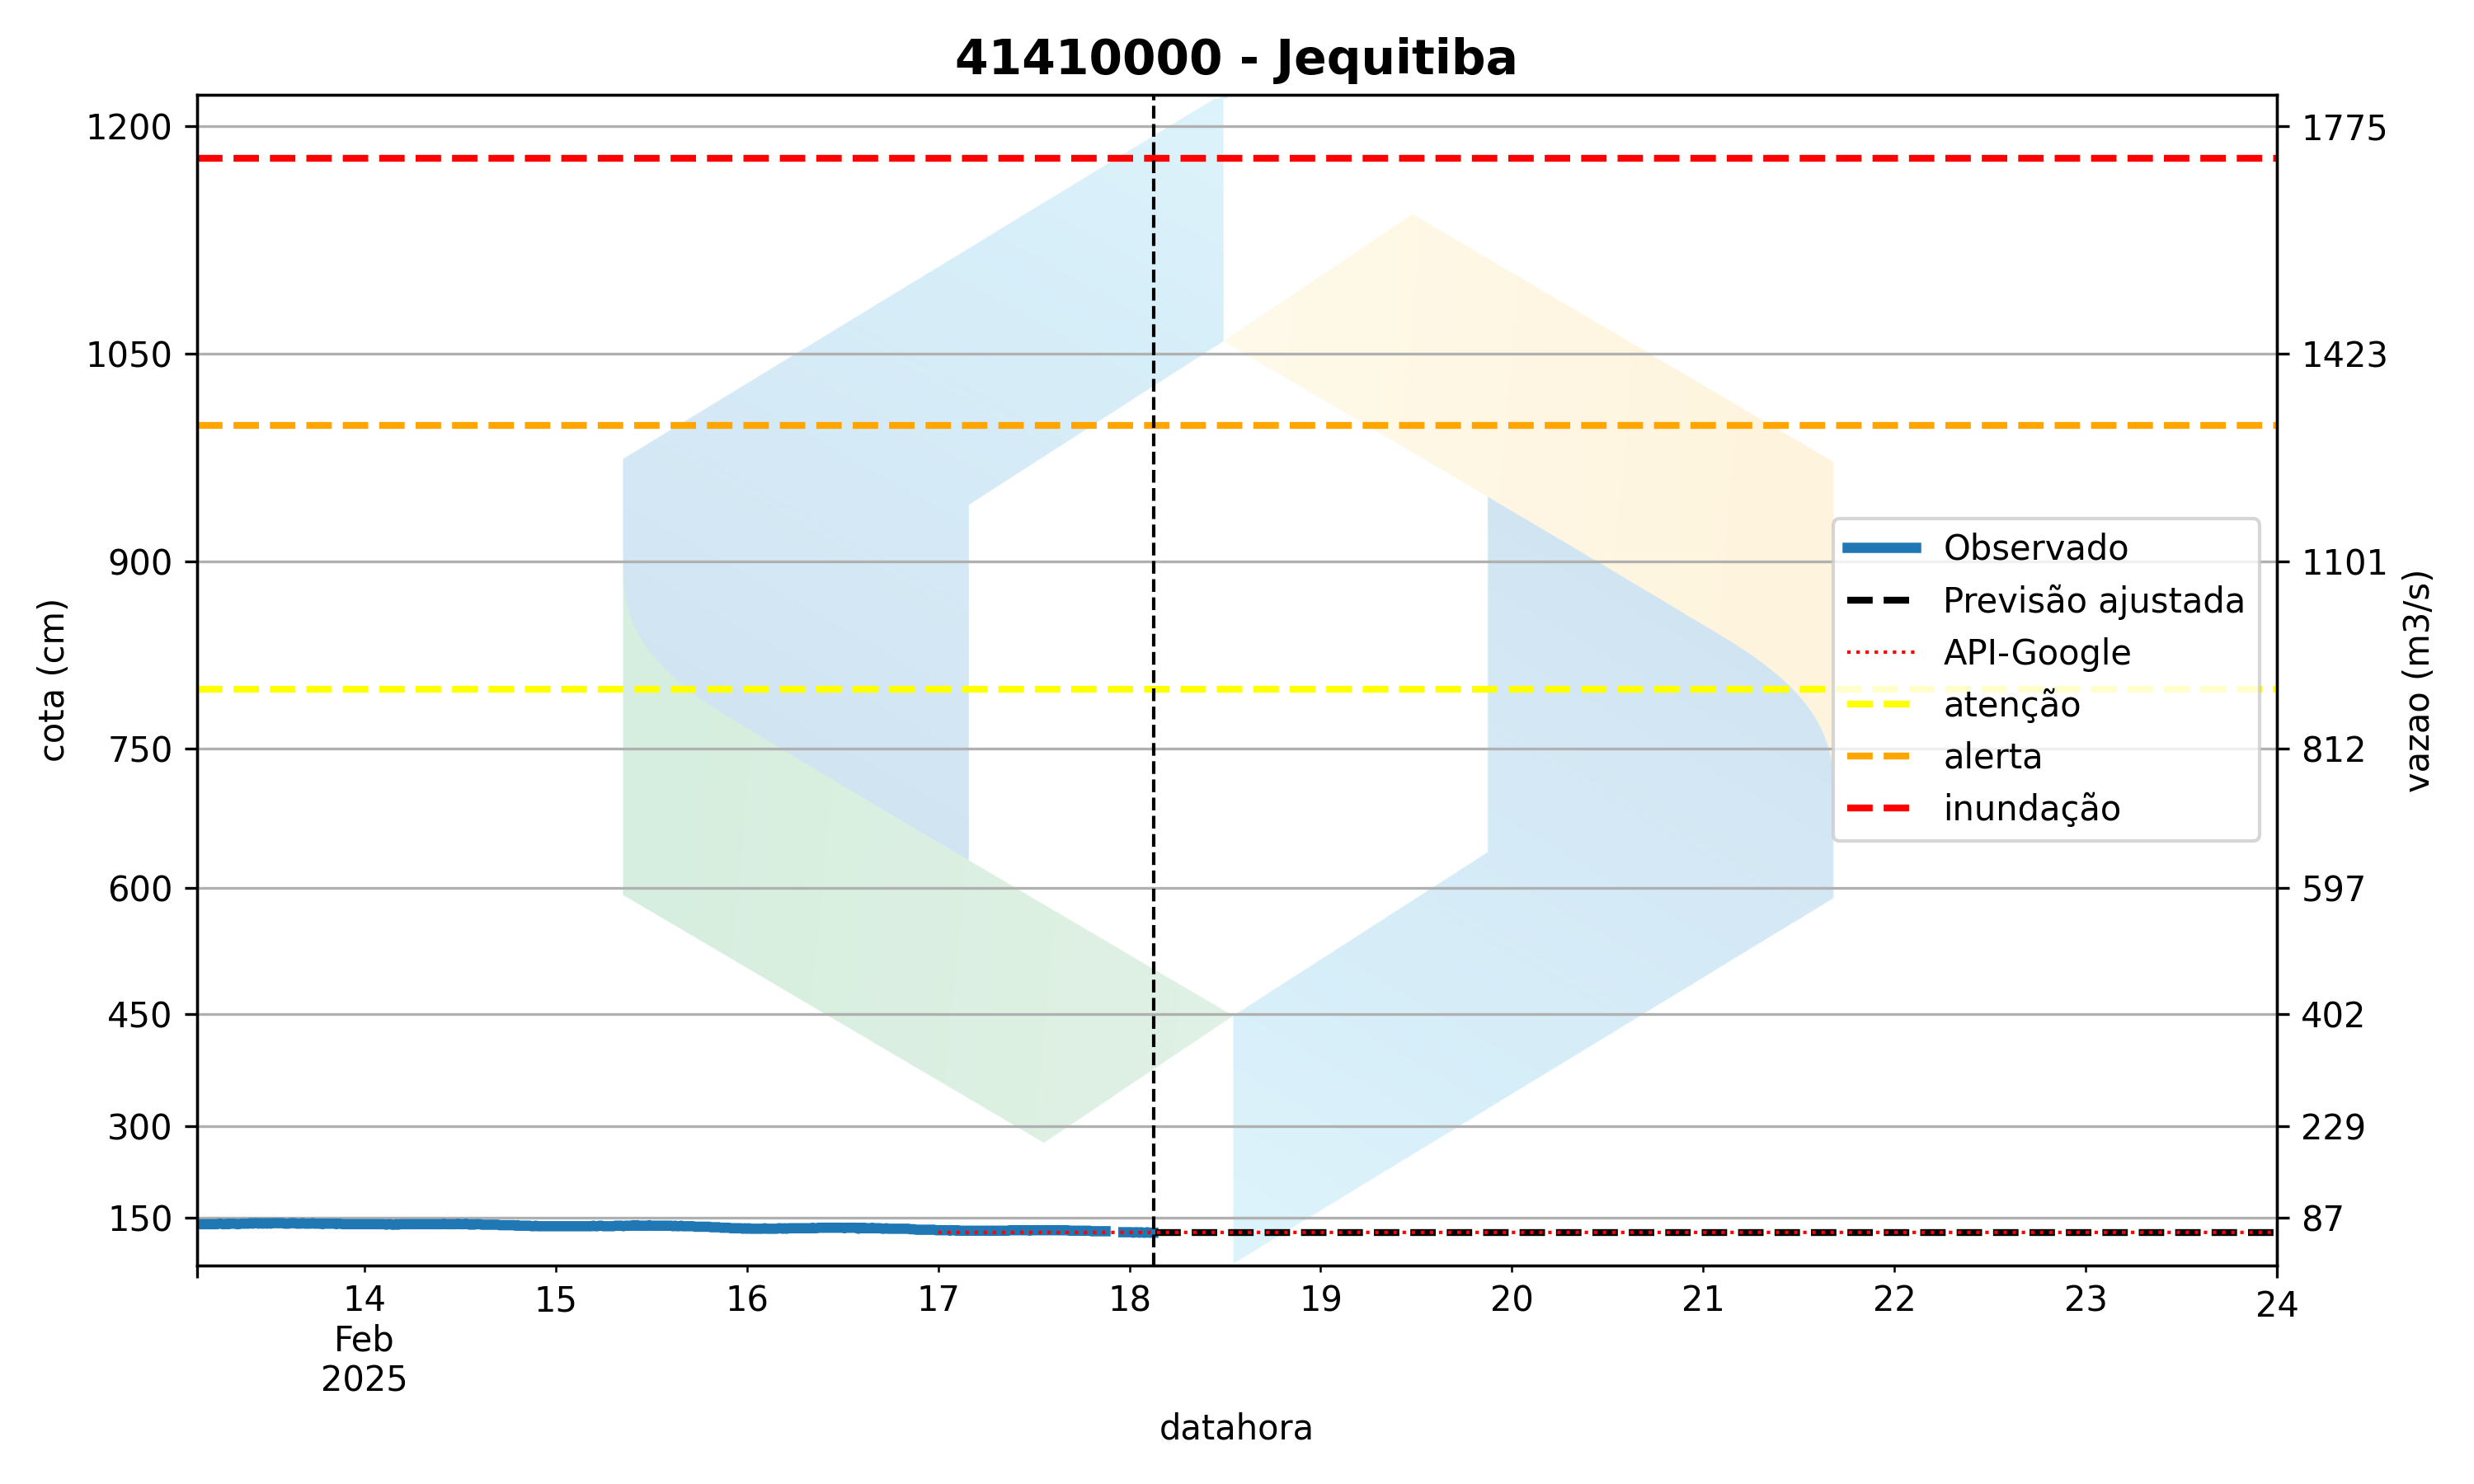 41410000 - Jequitiba
1200
1050
900
750
600
450
300
150
cota (cm)
1775
1423
1101
812
597
402
229
87
vazao (m3/s)
Observado
Previsão ajustada
API-Google
atenção
alerta
inundação
14 15 16 17 18 19 20 21 22 23 24
Feb
2025
datahora